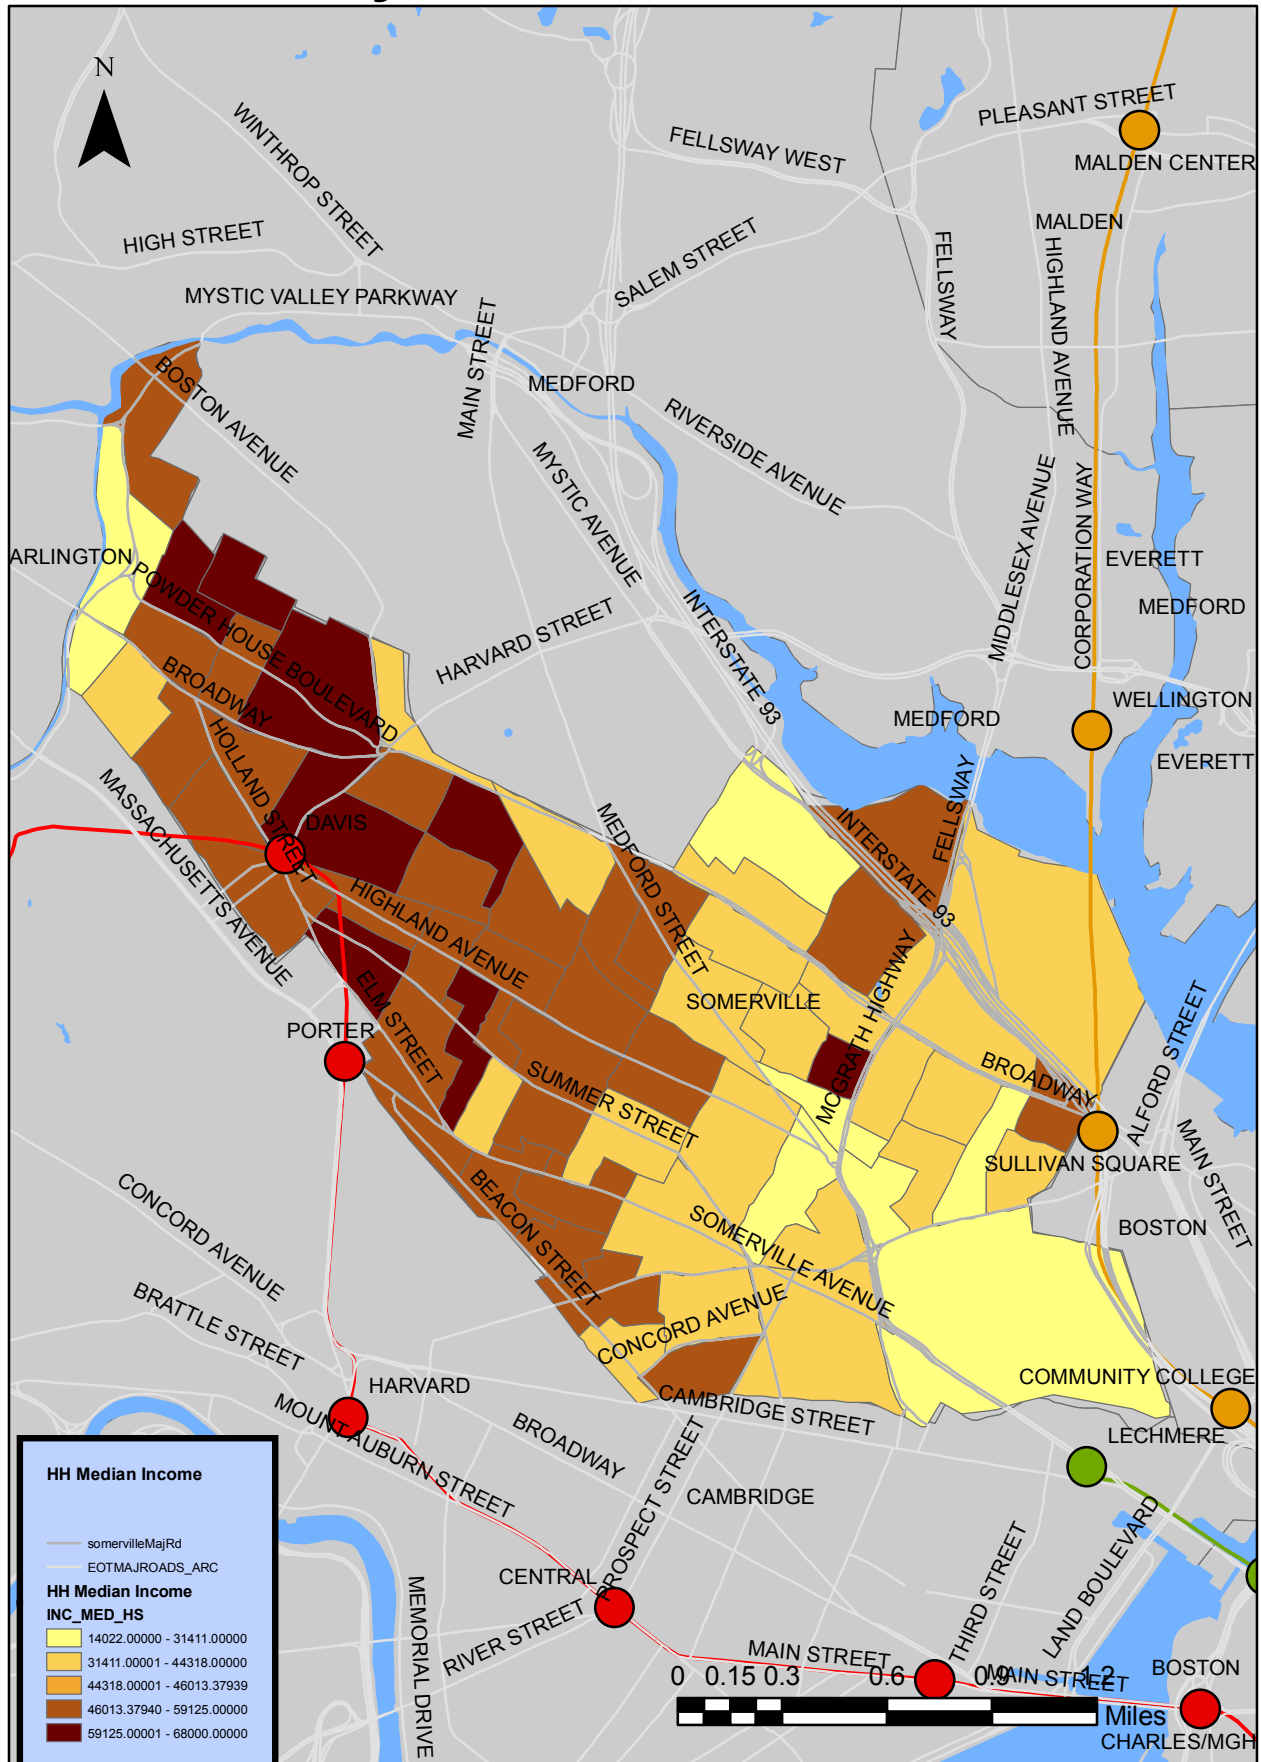 N
PLEASANT STREET
MALDEN CENTER
WINTHROP STREET
FELLSWAY WEST
MALDEN
HIGH STREET
SALEM STREET
FELLSWAY
HIGHLAND AVENUE
MYSTIC VALLEY PARKWAY
MAIN STREET
MEDFORD
BOSTON AVENUE
RIVERSIDE AVENUE
MYSTIC AVENUE
MIDDLESEX AVENUE
CORPORATION WAY
ARLINGTON
EVERETT
POWDER HOUSE BOULEVARD
INTERSTATE 93
MEDFORD
HARVARD STREET
BROADWAY
WELLINGTON
MEDFORD
HOLLAND STREET
EVERETT
MASSACHUSETTS AVENUE
DAVIS
MEDFORD STREET
INTERSTATE 93
FELLSWAY
HIGHLAND AVENUE
MCGRATH HIGHWAY
SOMERVILLE
ELM STREET
PORTER
ALFORD STREET
BROADWAY
SUMMER STREET
MAIN STREET
SULLIVAN SQUARE
CONCORD AVENUE
BEACON STREET
BOSTON
SOMERVILLE AVENUE
BRATTLE STREET
CONCORD AVENUE
COMMUNITY COLLEGE
HARVARD
CAMBRIDGE STREET
MOUNT AUBURN STREET
BROADWAY
LECHMERE
PROSPECT STREET
CAMBRIDGE
LAND BOULEVARD
THIRD STREET
CENTRAL
MEMORIAL DRIVE
RIVER STREET
MAIN STREET
MAIN STREET
BOSTON
0 0.15 0.3 0.6 0.9 1.2
Miles
CHARLES/MGH
HH Median Income
somervilleMajRd
EOTMAJROADS_ARC
HH Median Income
INC_MED_HS
14022.00000 - 31411.00000
31411.00001 - 44318.00000
44318.00001 - 46013.37939
46013.37940 - 59125.00000
59125.00001 - 68000.00000